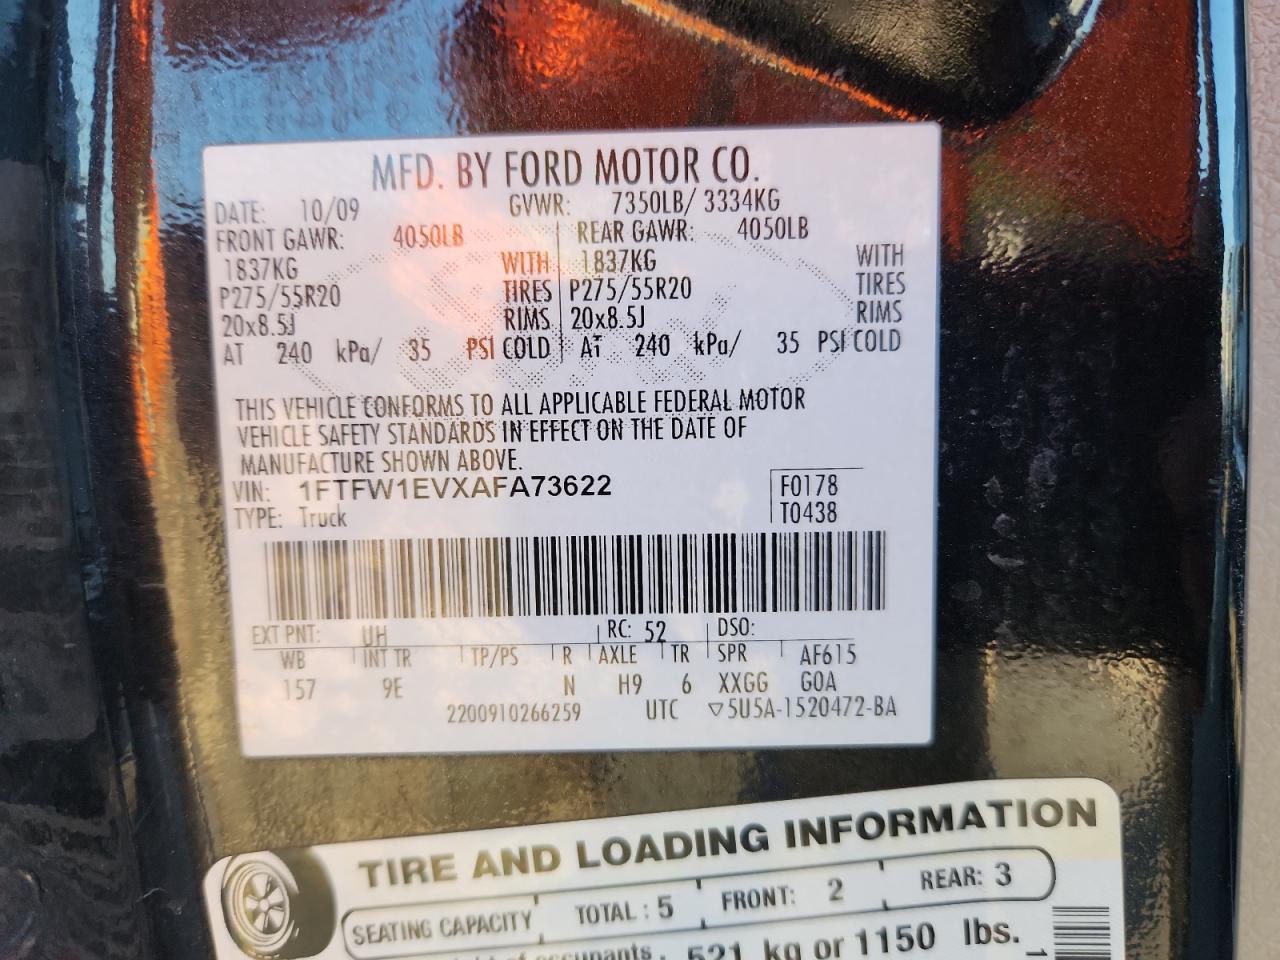 MFD. BY FORD MOTOR CO.
DATE: 10/09 GVWR: 7350LB/ 3334KG
FRONT GAWR: 4050LB REAR GAWR: 4050LB
1837KG WITH 1837KG WITH
P275/55R20 TIRES P275/55R20 TIRES
20x8.5J RIMS 20x8.5J RIMS
AT 240 kPa/ 35 PSI COLD AT 240 kPa/ 35 PSI COLD
THIS VEHICLE CONFORMS TO ALL APPLICABLE FEDERAL MOTOR
VEHICLE SAFETY STANDARDS IN EFFECT ON THE DATE OF
MANUFACTURE SHOWN ABOVE.
VIN: 1FTFW1EVXAFA73622 F0178
TYPE: Truck T0438
EXT PNT: UH RC: 52 DSO:
WB INT TR TP/PS R AXLE TR SPR AF615
157 9E N H9 6 XXGG GOA
2200910266259 UTC ▽5U5A-1520472-BA
TIRE AND LOADING INFORMATION
SEATING CAPACITY TOTAL : 5 FRONT: 2 REAR: 3
of occupants 521 kg or 1150 lbs.